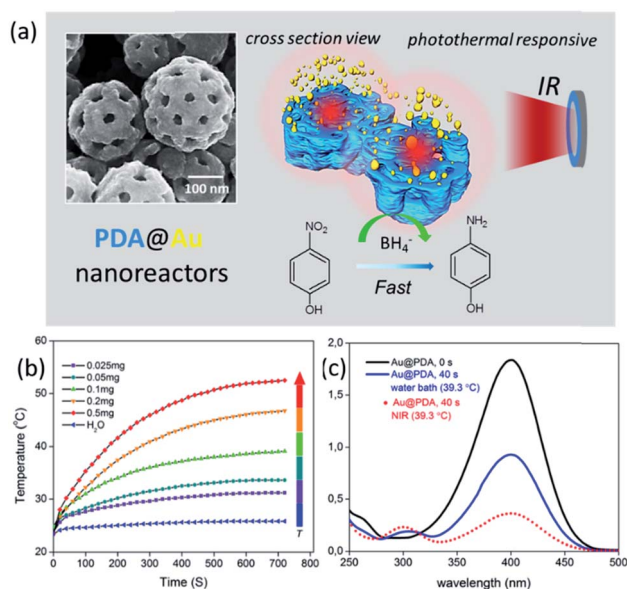 (a)
cross section view
photothermal responsive
IR
100 nm
PDA@Au
nanoreactors
NO₂
OH
BH₄⁻
Fast
NH₂
OH
(b)
60
50
40
30
20
Temperature (°C)
0.025mg
0.05mg
0.1mg
0.2mg
0.5mg
H₂O
T
0 100 200 300 400 500 600 700 800
Time (S)
(c)
2,0
1,5
1,0
0,5
0,0
Au@PDA, 0 s
Au@PDA, 40 s
water bath (39.3 °C)
Au@PDA, 40 s
NIR (39.3 °C)
250 300 350 400 450 500
wavelength (nm)